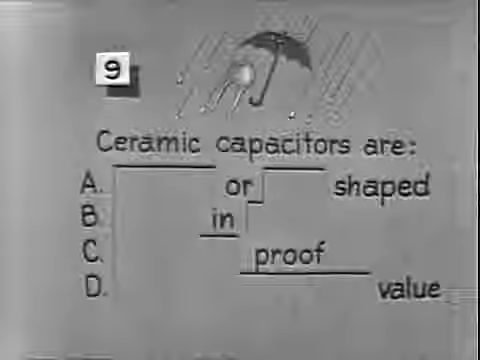 9
Ceramic capacitors are:
A. or shaped
B. in
C. proof
D. value